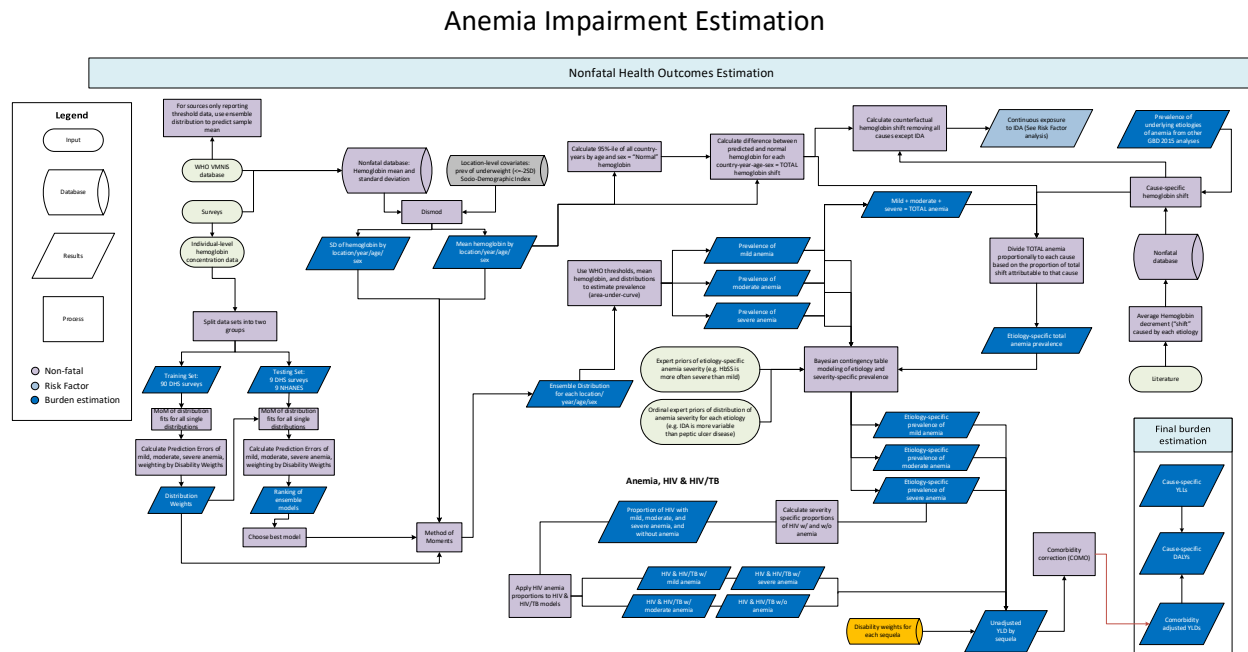 Anemia Impairment Estimation
Nonfatal Health Outcomes Estimation
Legend
Input
Database
Results
Process
Non-fatal
Risk Factor
Burden estimation
For sources only reporting
threshold data, use ensemble
distribution to predict sample
mean
WHO VMNIS
database
Surveys
Individual-level
hemoglobin
concentration data
Split data sets into two
groups
Training Set:
90 DHS surveys
Testing Set:
9 DHS surveys
9 NHANES
MoM of distribution
fits for all single
distributions
MoM of distribution
fits for all single
distributions
Calculate Prediction Errors of
mild, moderate, severe anemia,
weighting by Disability Weigths
Calculate Prediction Errors of
mild, moderate, severe anemia,
weighting by Disability Weigths
Distribution
Weights
Ranking of
ensemble
models
Choose best model
Nonfatal database:
Hemoglobin mean and
standard deviation
Location-level covariates:
prev of underweight (<=-2SD)
Socio-Demographic Index
Dismod
SD of hemoglobin by
location/year/age/
sex
Mean hemoglobin by
location/year/age/
sex
Method of
Moments
Calculate 95%-ile of all country-
years by age and sex = "Normal"
hemoglobin
Calculate difference between
predicted and normal
hemoglobin for each
country-year-age-sex = TOTAL
hemoglobin shift
Calculate counterfactual
hemoglobin shift removing all
causes except IDA
Continuous exposure
to IDA (See Risk Factor
analysis)
Prevalence of
underlying etiologies
of anemia from other
GBD 2015 analyses
Use WHO thresholds, mean
hemoglobin, and distributions
to estimate prevalence
(area-under-curve)
Ensemble Distribution
for each location/
year/age/sex
Prevalence of
mild anemia
Prevalence of
moderate anemia
Prevalence of
severe anemia
Mild + moderate +
severe = TOTAL anemia
Cause-specific
hemoglobin shift
Divide TOTAL anemia
proportionally to each cause
based on the proportion of total
shift attributable to that cause
Nonfatal
database
Average Hemoglobin
decrement ("shift"
caused by each etiology
Literature
Etiology-specific total
anemia prevalence
Expert priors of etiology-specific
anemia severity (e.g. HbSS is
more often severe than mild)
Ordinal expert priors of distribution of
anemia severity for each etiology
(e.g. IDA is more variable
than peptic ulcer disease)
Bayesian contingency table
modeling of etiology and
severity-specific prevalence
Etiology-specific
prevalence of
mild anemia
Etiology-specific
prevalence of
moderate anemia
Etiology-specific
prevalence of
severe anemia
Anemia, HIV & HIV/TB
Proportion of HIV with
mild, moderate, and
severe anemia, and
without anemia
Calculate severity
specific proportions
of HIV w/ and w/o
anemia
Apply HIV anemia
proportions to HIV &
HIV/TB models
HIV & HIV/TB w/
mild anemia
HIV & HIV/TB w/
severe anemia
HIV & HIV/TB w/
moderate anemia
HIV & HIV/TB w/o
anemia
Disability weights for
each sequela
Unadjusted
YLD by
sequela
Comorbidity
correction (COMO)
Final burden
estimation
Cause-specific
YLLs
Cause-specific
DALYs
Comorbidity
adjusted YLDs